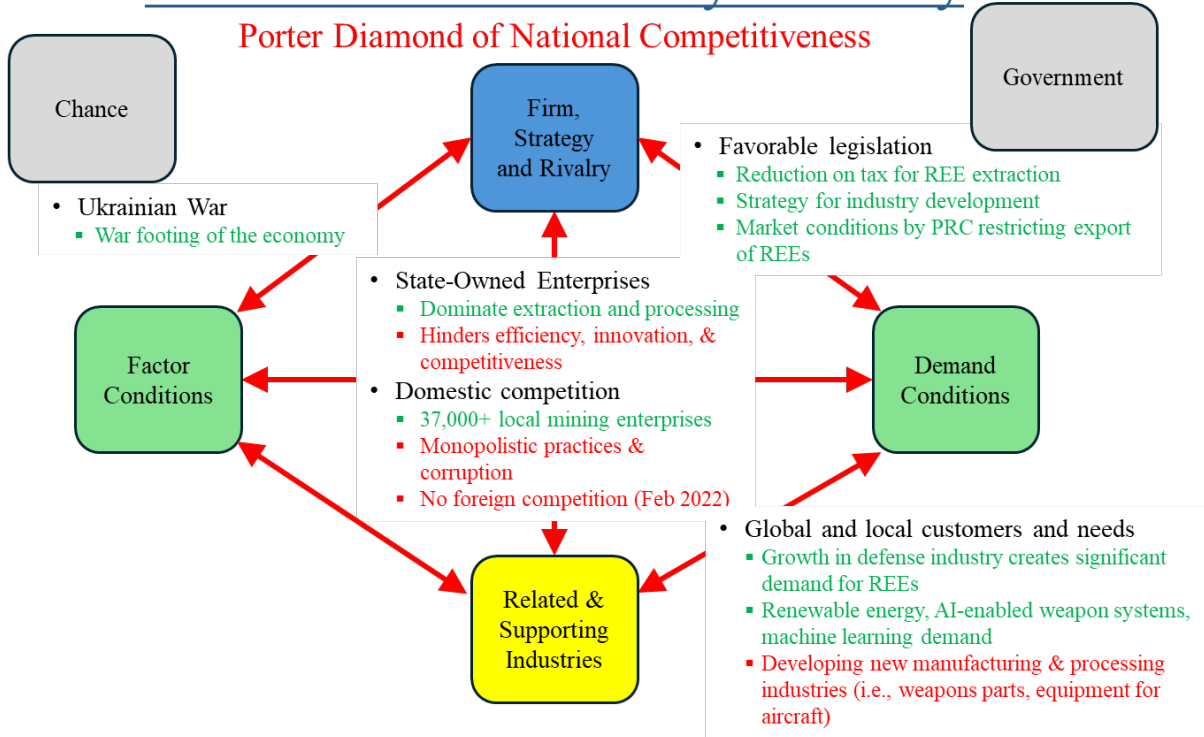 Porter Diamond of National Competitiveness
Chance
Government
Firm,
Strategy
and Rivalry
• Favorable legislation
▪ Reduction on tax for REE extraction
▪ Strategy for industry development
▪ Market conditions by PRC restricting export
of REEs
• Ukrainian War
▪ War footing of the economy
• State-Owned Enterprises
▪ Dominate extraction and processing
▪ Hinders efficiency, innovation, &
competitiveness
• Domestic competition
▪ 37,000+ local mining enterprises
▪ Monopolistic practices &
corruption
▪ No foreign competition (Feb 2022)
Factor
Conditions
Demand
Conditions
• Global and local customers and needs
▪ Growth in defense industry creates significant
demand for REEs
▪ Renewable energy, AI-enabled weapon systems,
machine learning demand
▪ Developing new manufacturing & processing
industries (i.e., weapons parts, equipment for
aircraft)
Related &
Supporting
Industries